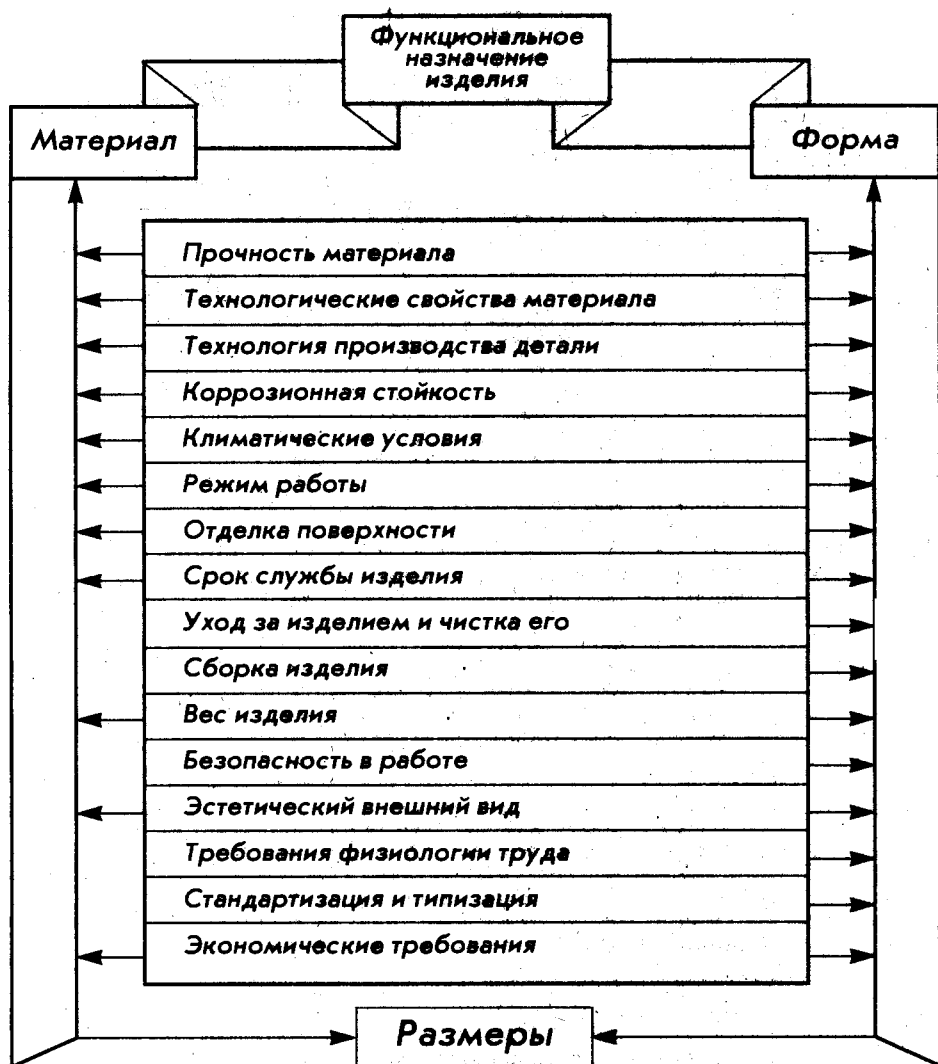 Функциональное
назначение
изделия
Материал
Форма
Прочность материала
Технологические свойства материала
Технология производства детали
Коррозионная стойкость
Климатические условия
Режим работы
Отделка поверхности
Срок службы изделия
Уход за изделием и чистка его
Сборка изделия
Вес изделия
Безопасность в работе
Эстетический внешний вид
Требования физиологии труда
Стандартизация и типизация
Экономические требования
Размеры